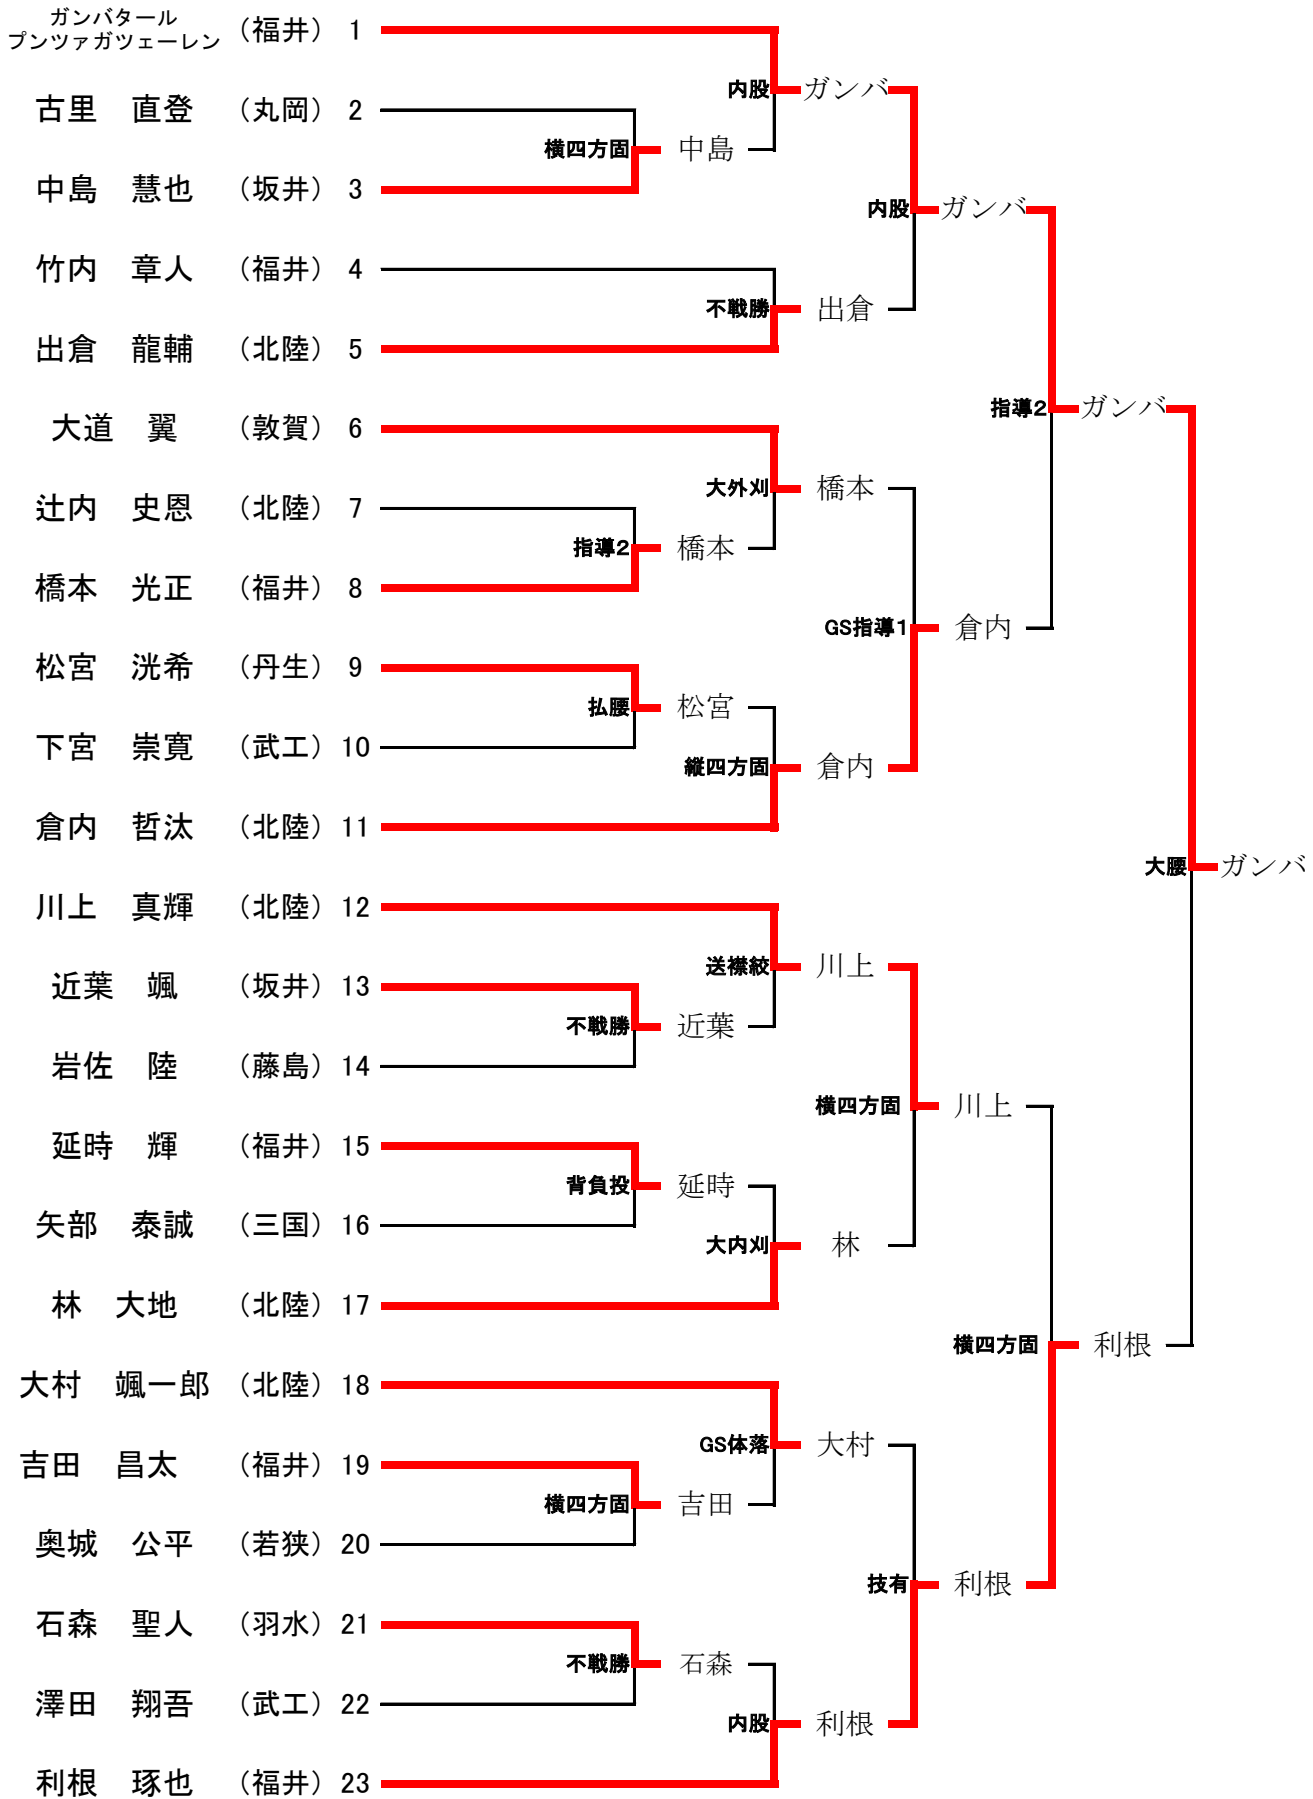 ガンバタール
プンツァガツェーレン （福井） 1
内股 ガンバ
古里　直登 （丸岡） 2
横四方固 中島
中島　慧也 （坂井） 3
内股 ガンバ
竹内　章人 （福井） 4
不戦勝 出倉
出倉　龍輔 （北陸） 5
指導2 ガンバ
大道　翼 （敦賀） 6
大外刈 橋本
辻内　史恩 （北陸） 7
指導2 橋本
橋本　光正 （福井） 8
GS指導1 倉内
松宮　洸希 （丹生） 9
払腰 松宮
下宮　崇寛 （武工） 10
縦四方固 倉内
倉内　哲汰 （北陸） 11
大腰 ガンバ
川上　真輝 （北陸） 12
送襟絞 川上
近葉　颯 （坂井） 13
不戦勝 近葉
岩佐　陸 （藤島） 14
横四方固 川上
延時　輝 （福井） 15
背負投 延時
矢部　泰誠 （三国） 16
大内刈 林
林　大地 （北陸） 17
横四方固 利根
大村　颯一郎 （北陸） 18
GS体落 大村
吉田　昌太 （福井） 19
横四方固 吉田
奥城　公平 （若狭） 20
技有 利根
石森　聖人 （羽水） 21
不戦勝 石森
澤田　翔吾 （武工） 22
内股 利根
利根　琢也 （福井） 23